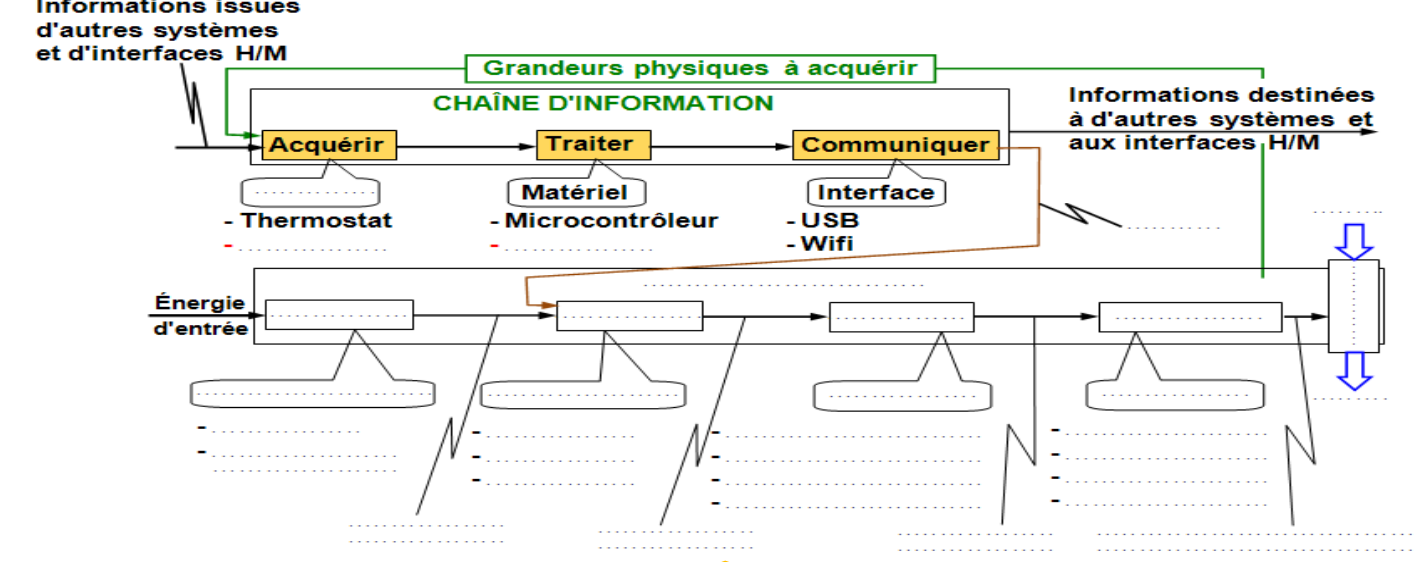 Informations issues
d'autres systèmes
et d'interfaces H/M
Grandeurs physiques à acquérir
CHAÎNE D'INFORMATION
Informations destinées
à d'autres systèmes et
aux interfaces H/M
Acquérir
Traiter
Communiquer
Matériel
Interface
- Thermostat
- Microcontrôleur
- USB
- Wifi
Énergie
d'entrée